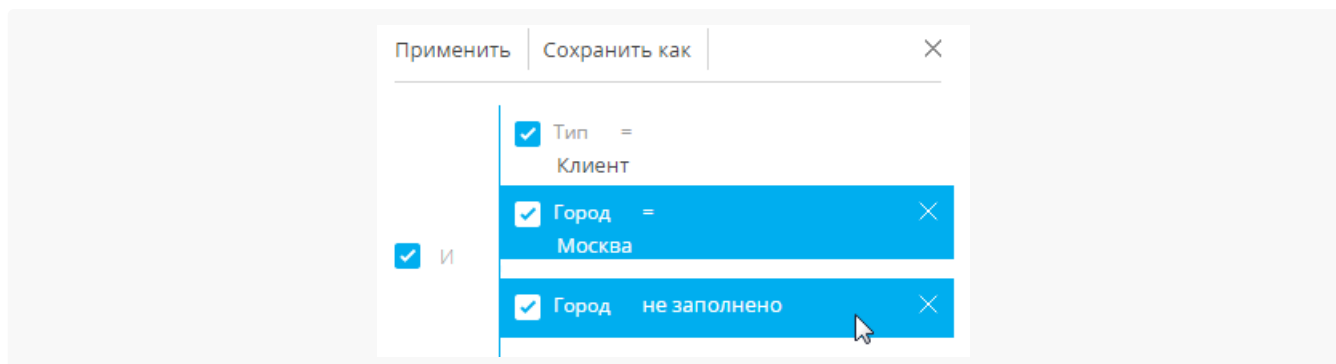 Применить Сохранить как
Тип =
Клиент
Город =
Москва
И
Город не заполнено